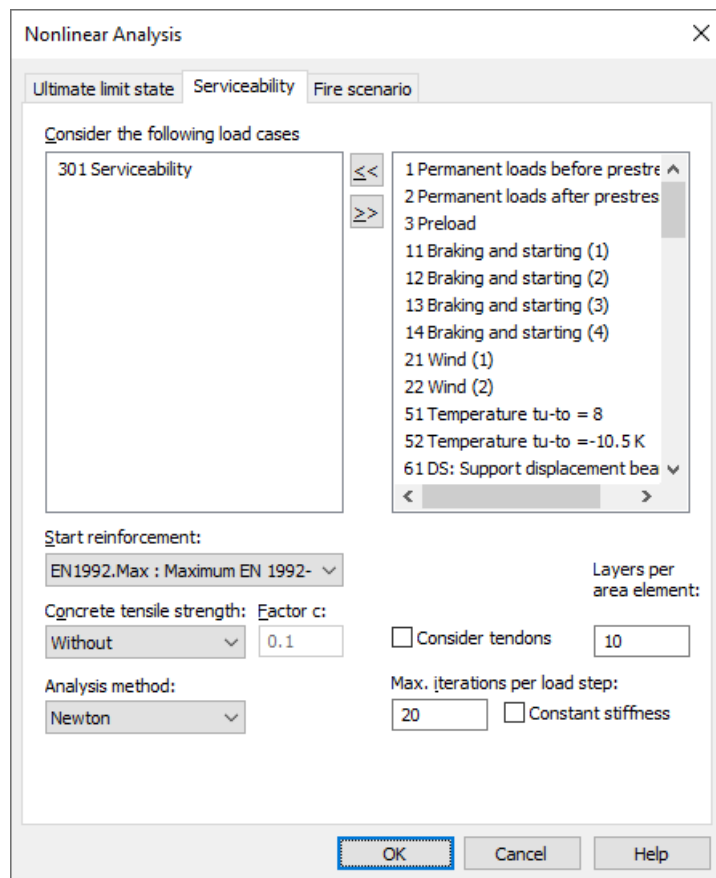 Nonlinear Analysis
Ultimate limit state Serviceability Fire scenario
Consider the following load cases
301 Serviceability
<<
>>
1 Permanent loads before prestre
2 Permanent loads after prestres
3 Preload
11 Braking and starting (1)
12 Braking and starting (2)
13 Braking and starting (3)
14 Braking and starting (4)
21 Wind (1)
22 Wind (2)
51 Temperature tu-to = 8
52 Temperature tu-to =-10.5 K
61 DS: Support displacement bea
Start reinforcement:
EN1992.Max : Maximum EN 1992-
Layers per
area element:
Concrete tensile strength: Factor c:
Without 0.1
Consider tendons 10
Analysis method:
Newton
Max. iterations per load step:
20 Constant stiffness
OK Cancel Help